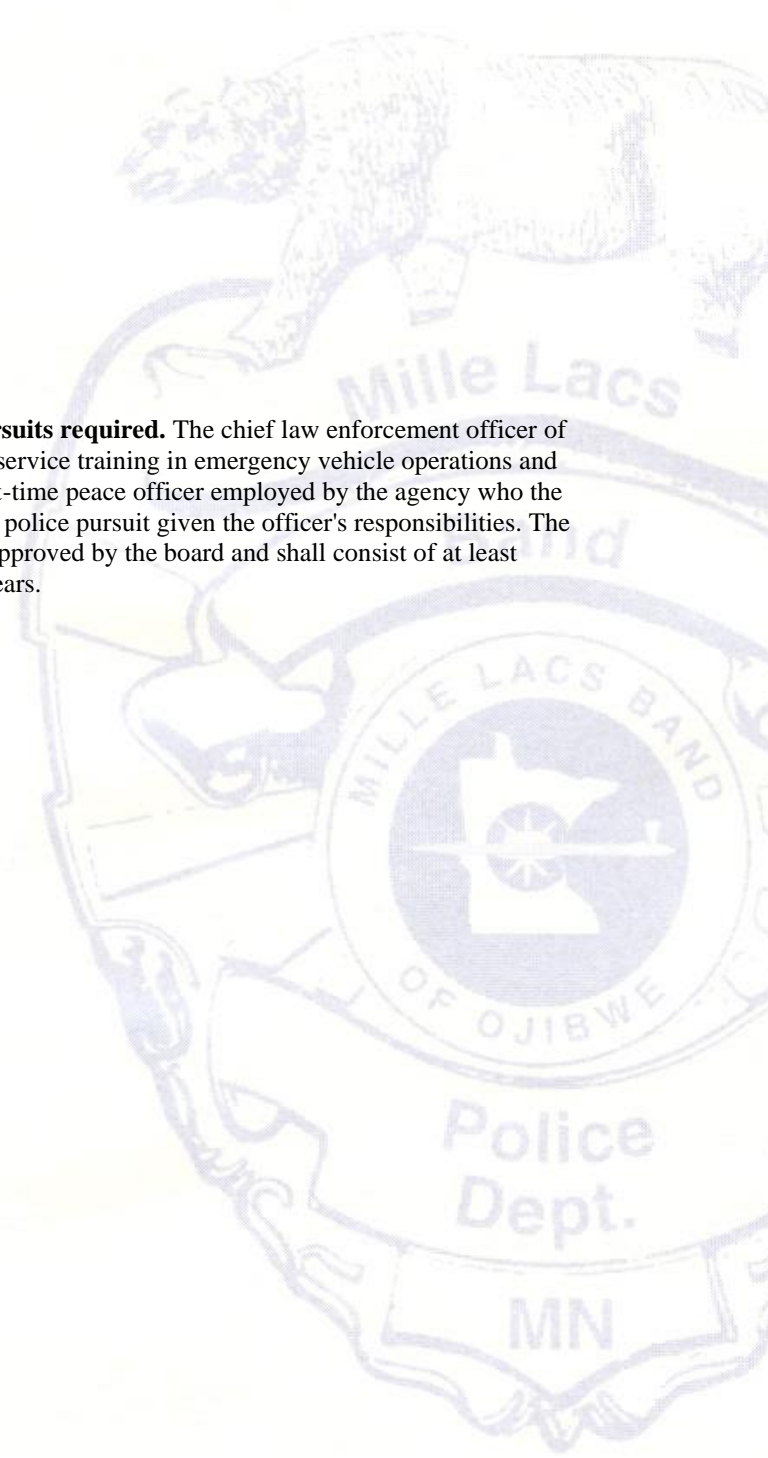 Mille Lacs
rsuits required. The chief law enforcement officer of
service training in emergency vehicle operations and
t-time peace officer employed by the agency who the
police pursuit given the officer's responsibilities. The
Band
pproved by the board and shall consist of at least
ears.
MILLE LACS BAND
OF OJIBWE
Police
Dept.
MN